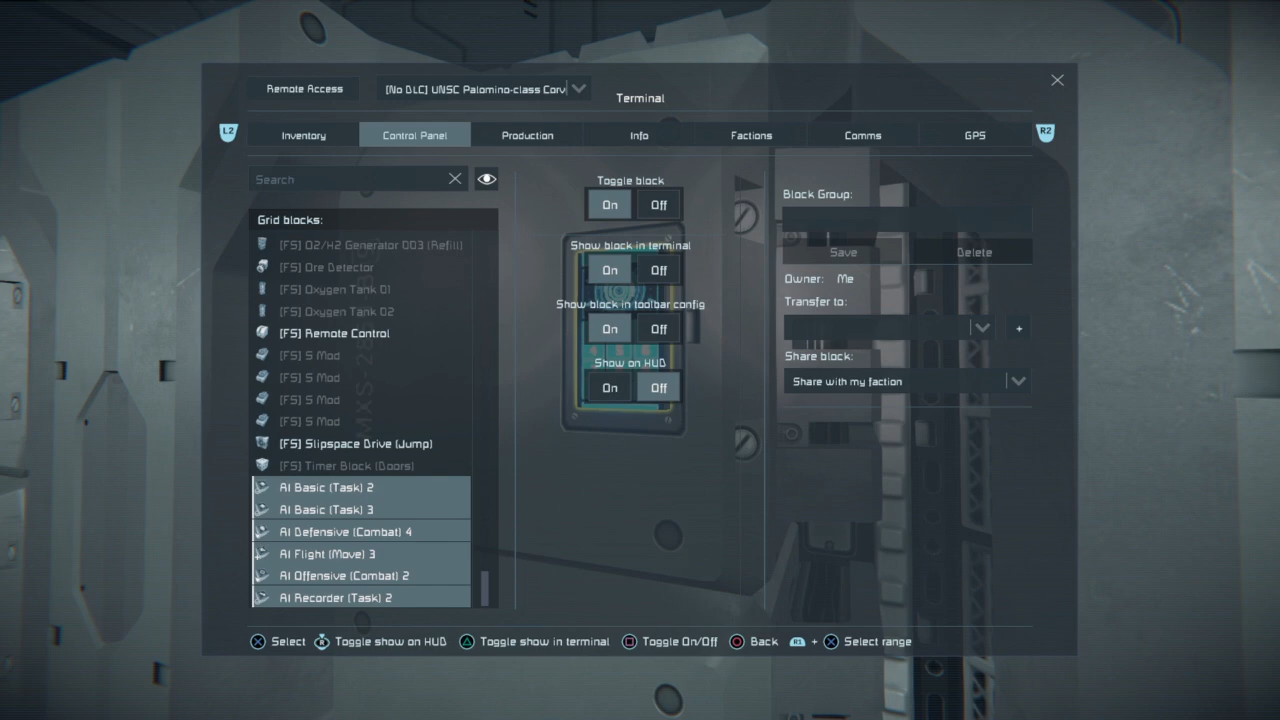 Remote Access
[No DLC] UNSC Palomino-class Corv
Terminal
L2
Inventory
Control Panel
Production
Info
Factions
Comms
GPS
R2
Search
Grid blocks:
[FS] O2/H2 Generator 003 (Refill)
[FS] Ore Detector
[FS] Oxygen Tank 01
[FS] Oxygen Tank 02
[FS] Remote Control
[FS] S Mod
[FS] S Mod
[FS] S Mod
[FS] S Mod
[FS] Slipspace Drive (Jump)
[FS] Timer Block (Doors)
AI Basic (Task) 2
AI Basic (Task) 3
AI Defensive (Combat) 4
AI Flight (Move) 3
AI Offensive (Combat) 2
AI Recorder (Task) 2
Toggle block
On Off
Show block in terminal
On Off
Show block in toolbar config
On Off
Show on HUD
On Off
Block Group:
Save Delete
Owner: Me
Transfer to:
+
Share block:
Share with my faction
Select R Toggle show on HUD Toggle show in terminal Toggle On/Off Back R1 + Select range